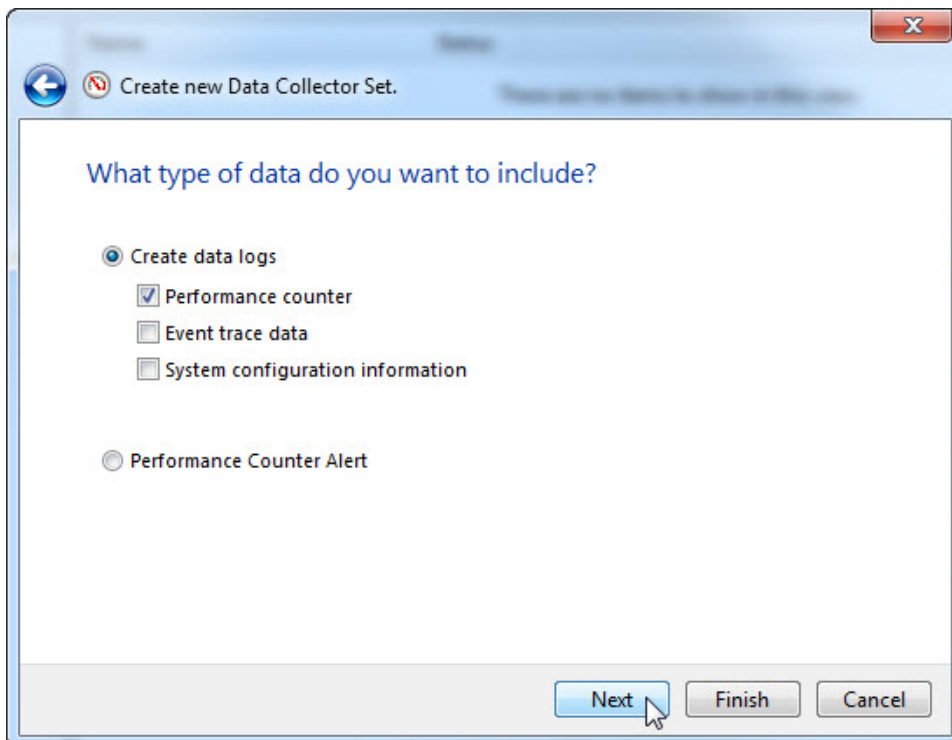 Create new Data Collector Set.
What type of data do you want to include?
Create data logs
Performance counter
Event trace data
System configuration information
Performance Counter Alert
Next
Finish
Cancel